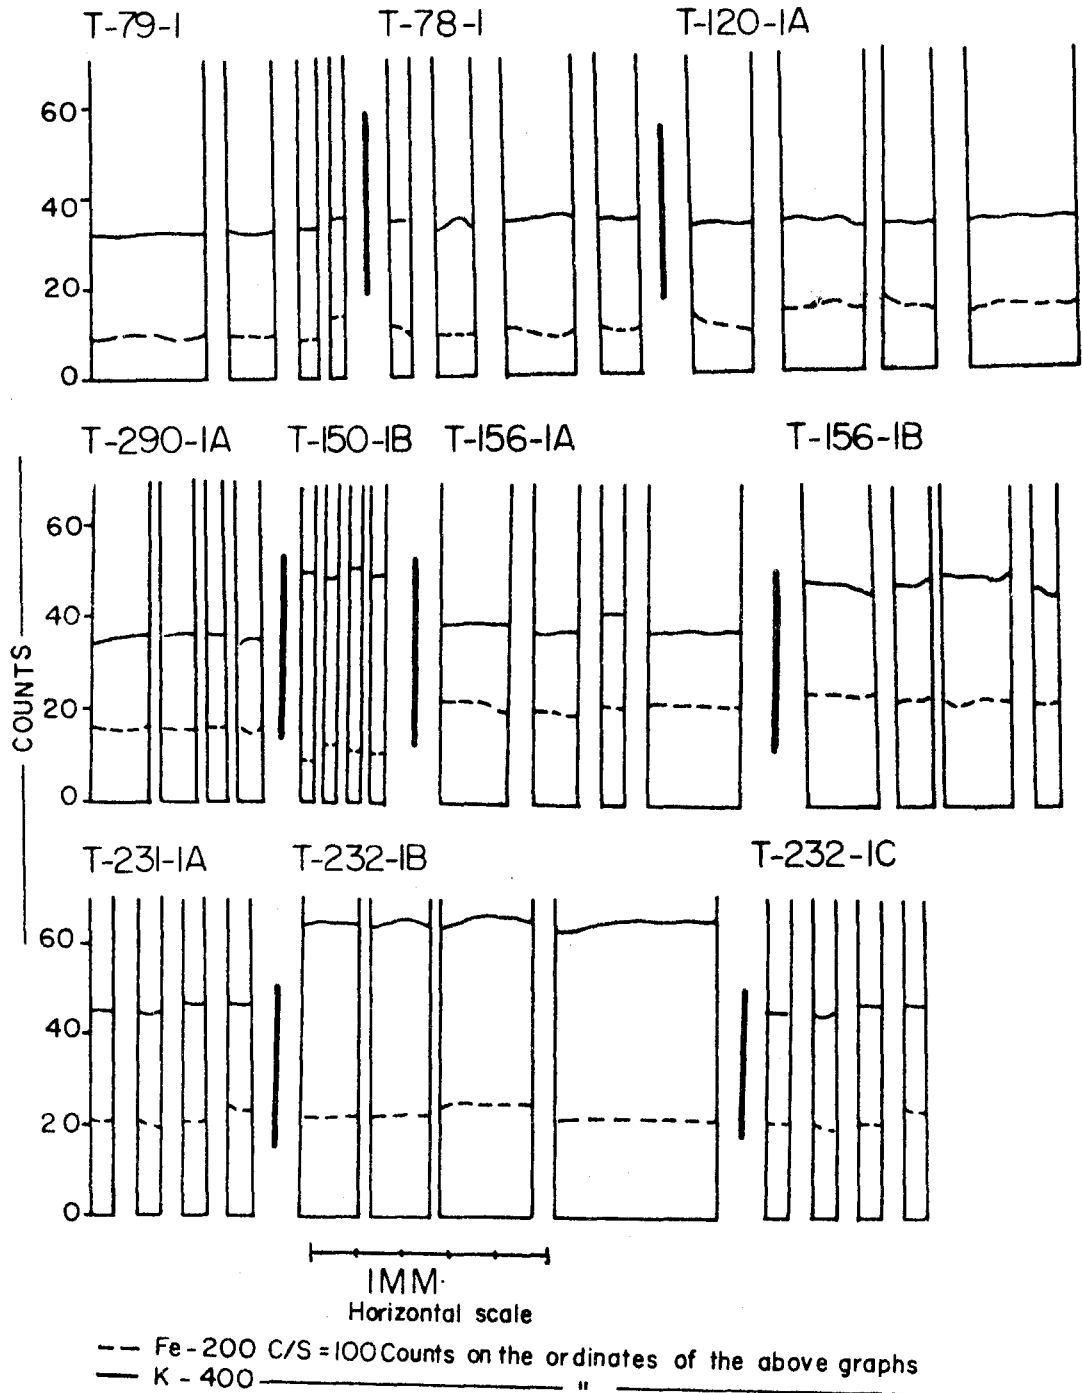 T-79-1 T-78-1 T-120-1A
60
40
20
0
T-290-1A T-150-1B T-156-1A T-156-1B
60
40
20
0
COUNTS
T-231-1A T-232-1B T-232-1C
60
40
20
0
1MM.
Horizontal scale
Fe-200 C/S = 100 Counts on the ordinates of the above graphs
K - 400 "